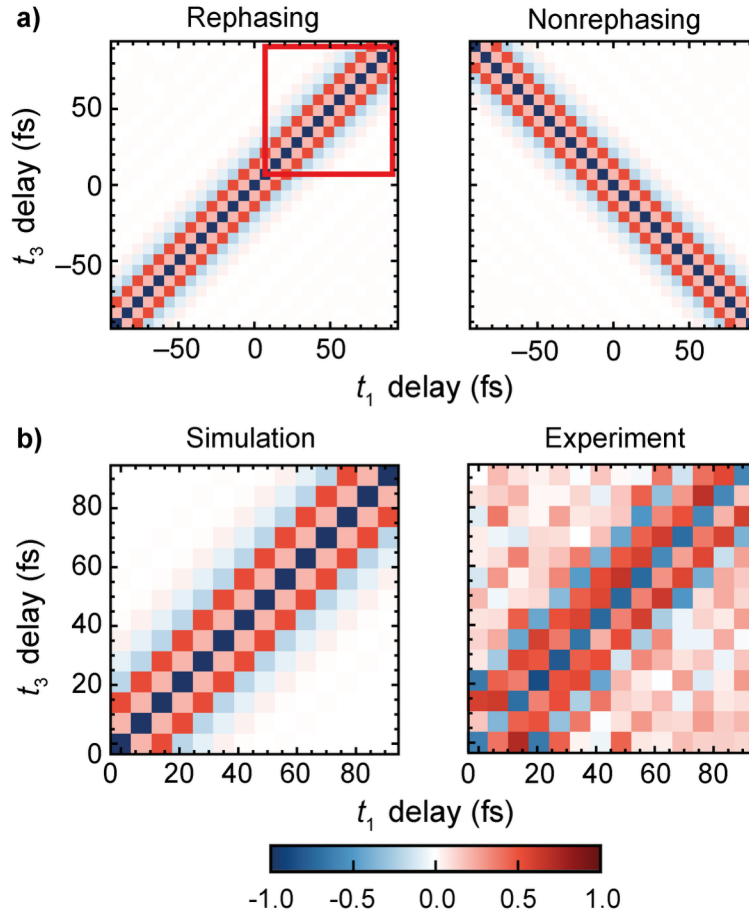 a)
Rephasing
Nonrephasing
t3 delay (fs)
50
0
−50
−50
0
50
−50
0
50
t1 delay (fs)
b)
Simulation
Experiment
t3 delay (fs)
80
60
40
20
0
0
20
40
60
80
0
20
40
60
80
t1 delay (fs)
-1.0
-0.5
0.0
0.5
1.0